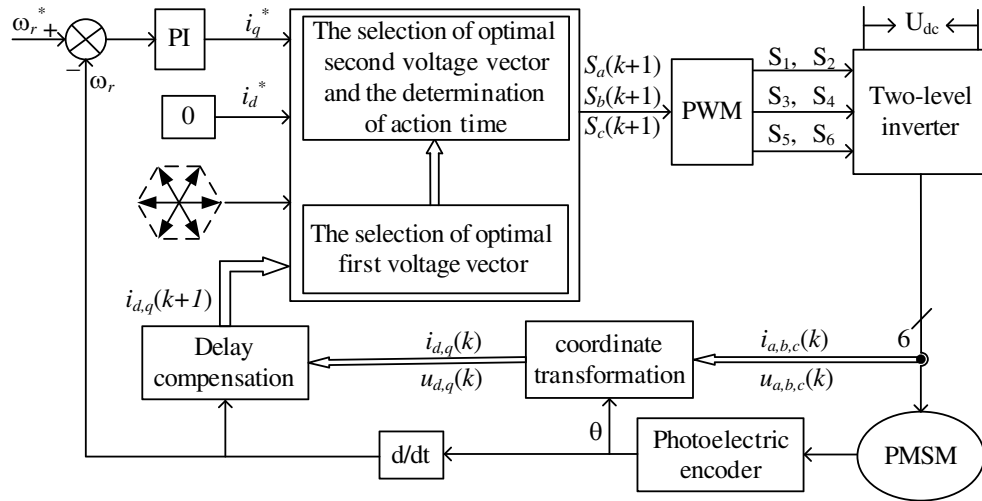 ω_r^* +
−
ω_r
PI
i_q^*
0
i_d^*
The selection of optimal
second voltage vector
and the determination
of action time
The selection of optimal
first voltage vector
S_a(k+1)
S_b(k+1)
S_c(k+1)
PWM
S_1, S_2
S_3, S_4
S_5, S_6
U_dc
Two-level
inverter
i_{d,q}(k+1)
Delay
compensation
i_{d,q}(k)
u_{d,q}(k)
coordinate
transformation
i_{a,b,c}(k)
u_{a,b,c}(k)
6
θ
d/dt
Photoelectric
encoder
PMSM